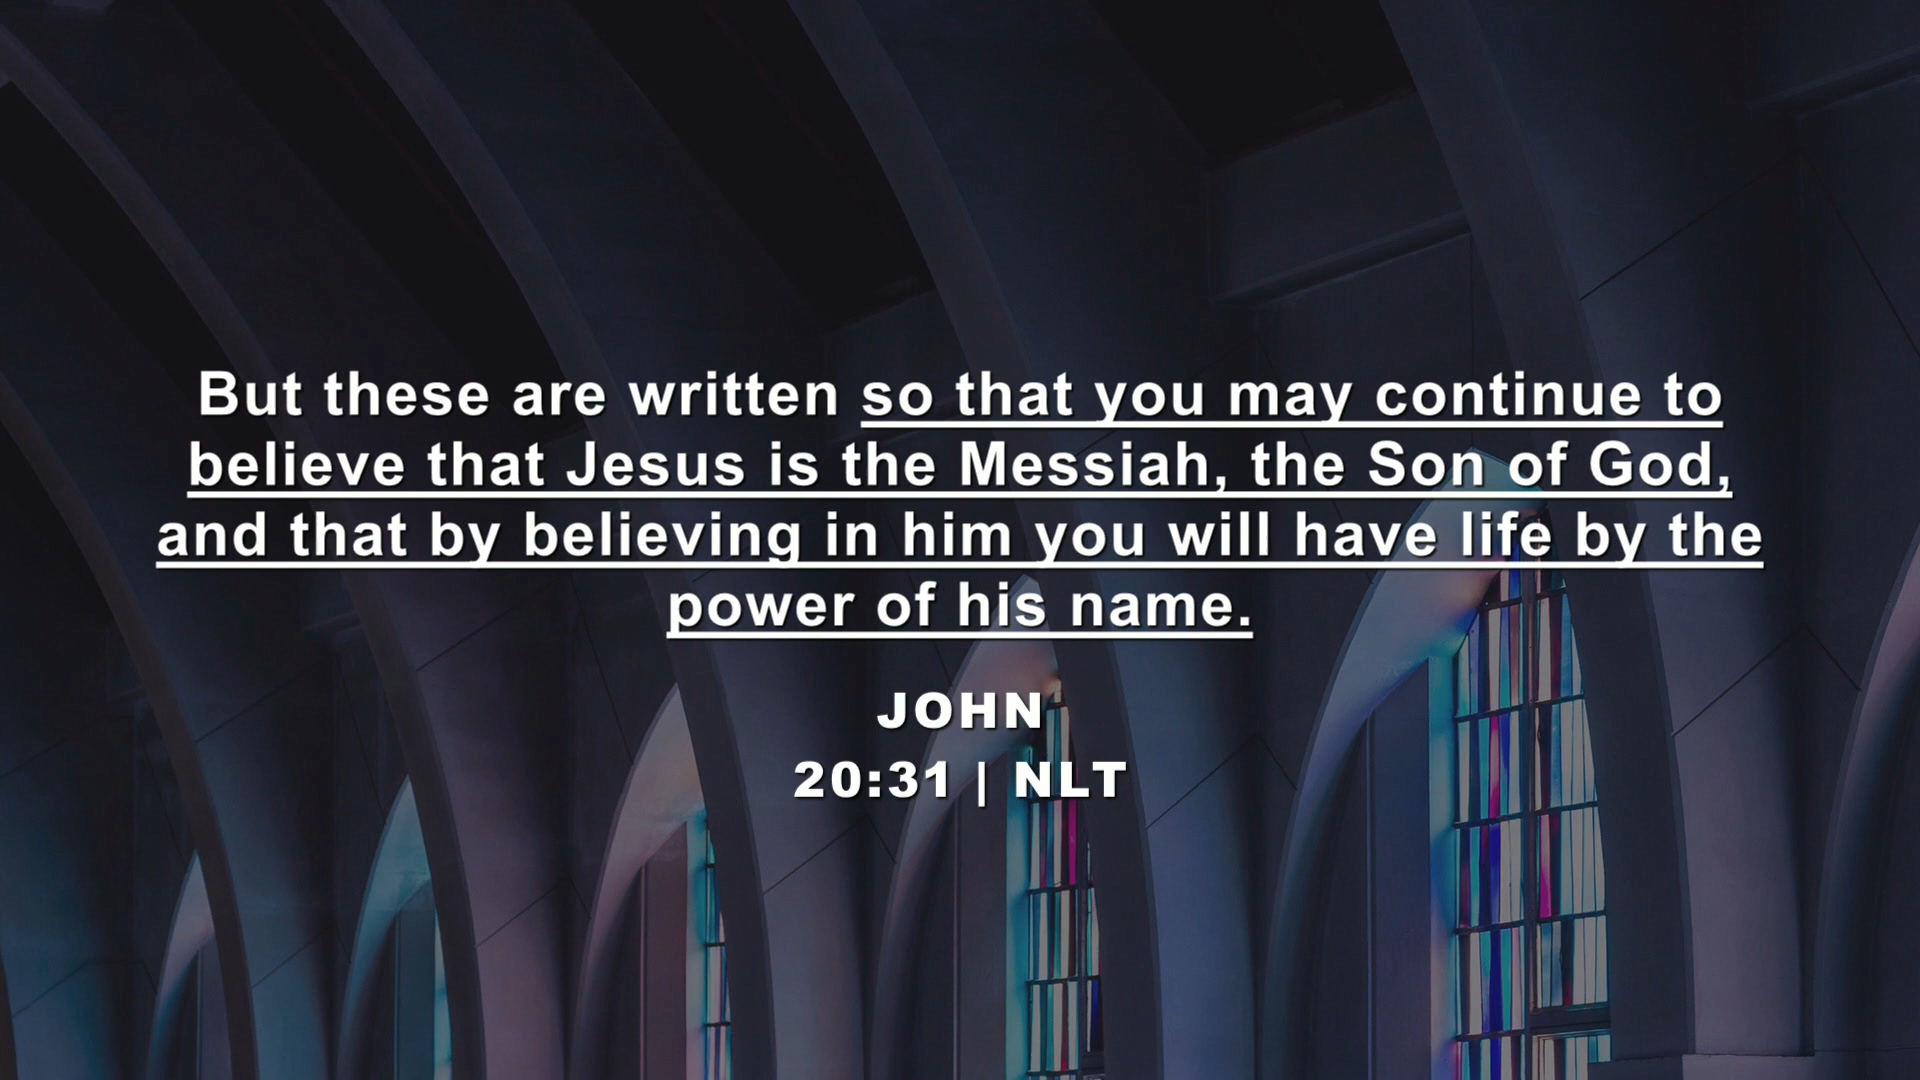 But these are written so that you may continue to
believe that Jesus is the Messiah, the Son of God,
and that by believing in him you will have life by the
power of his name.
JOHN
20:31 | NLT